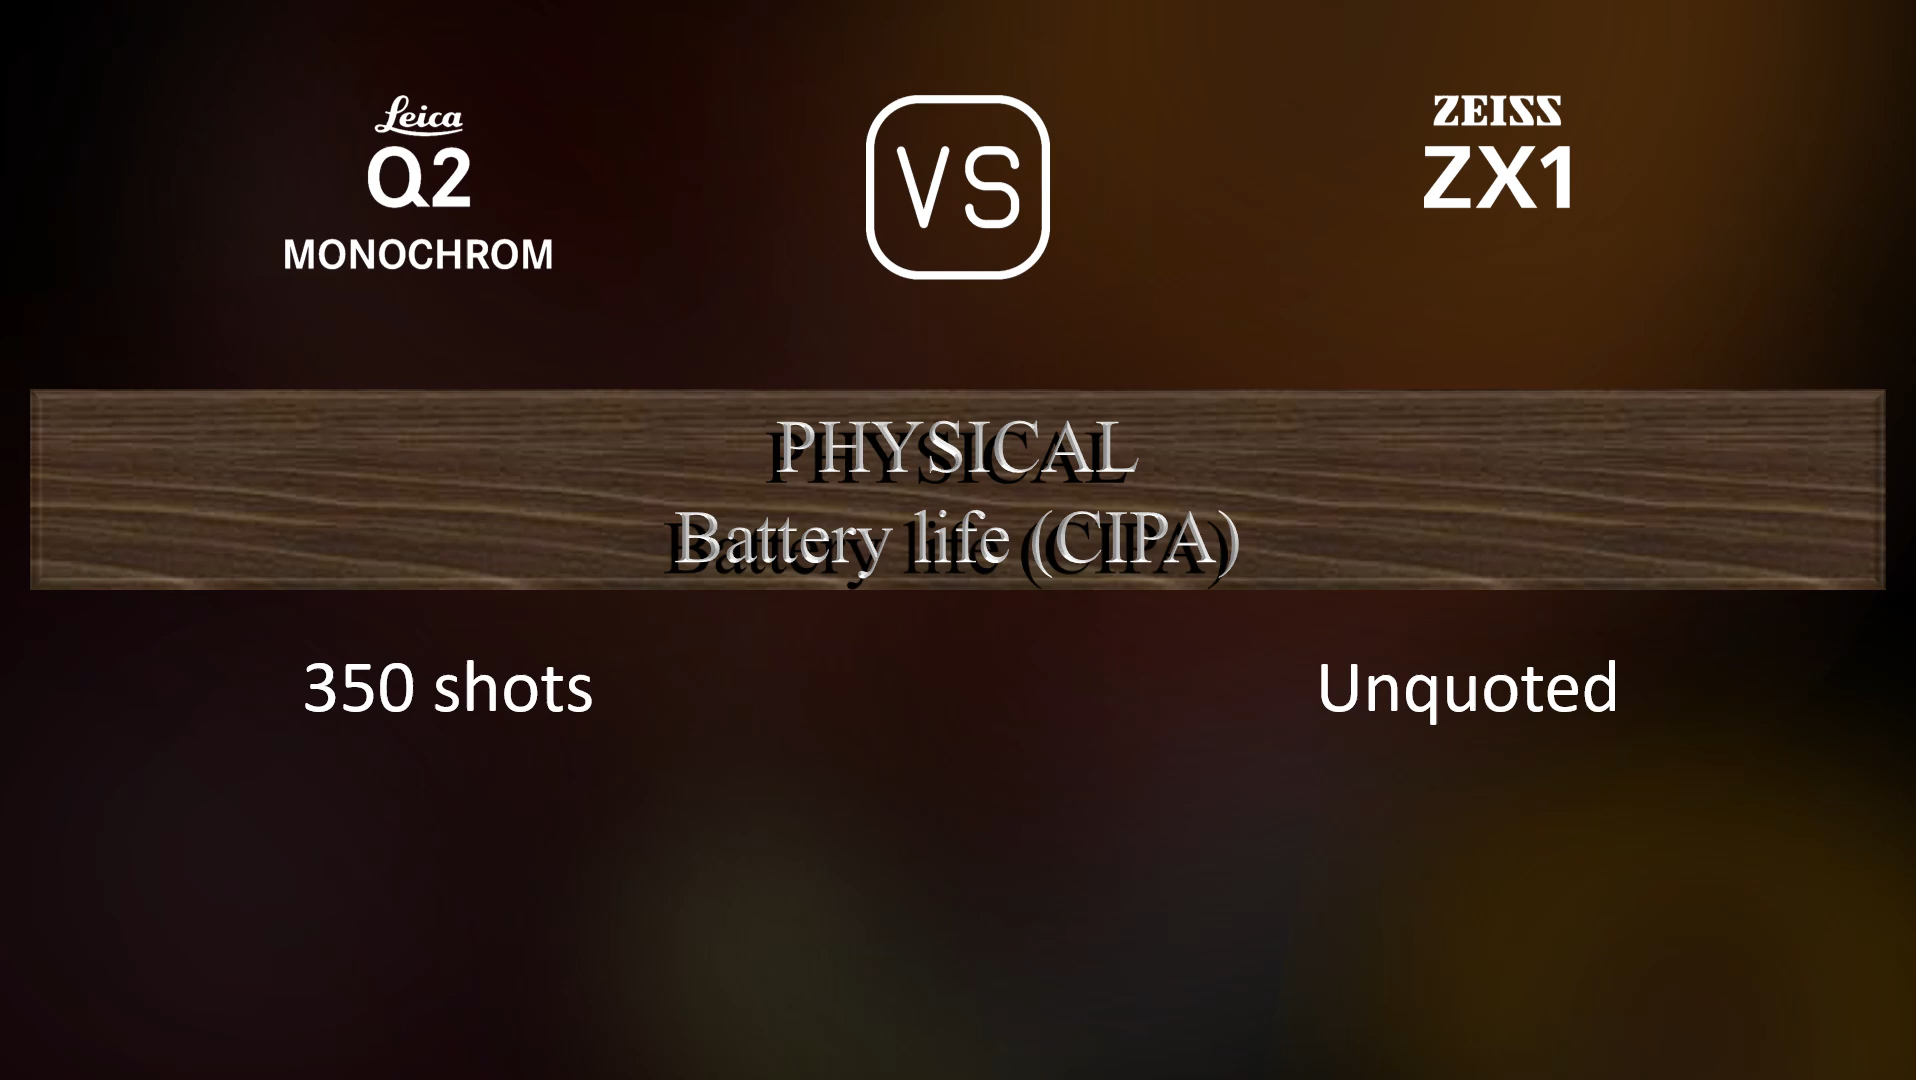 Leica
Q2
MONOCHROM
VS
ZEISS
ZX1
PHYSICAL
Battery life (CIPA)
350 shots
Unquoted